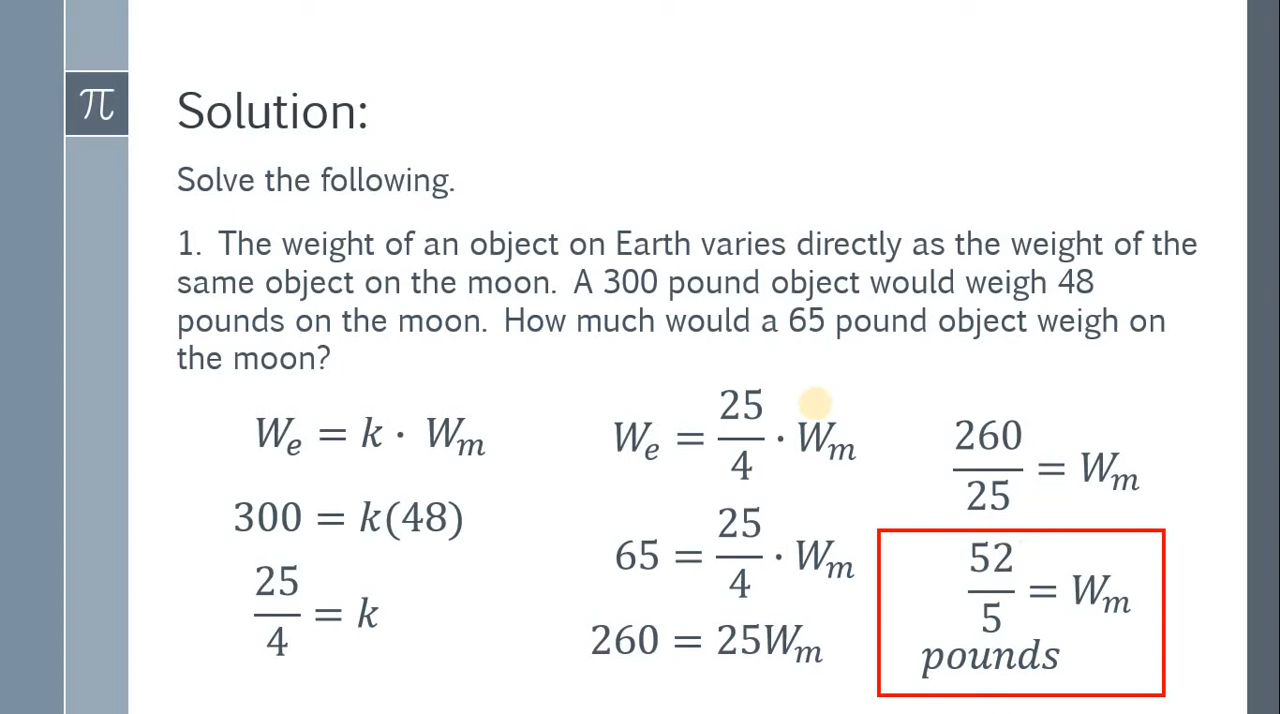 π
Solution:
Solve the following.
1. The weight of an object on Earth varies directly as the weight of the
same object on the moon. A 300 pound object would weigh 48
pounds on the moon. How much would a 65 pound object weigh on
the moon?
Wₑ = k · Wₘ
300 = k(48)
25/4 = k
Wₑ = 25/4 · Wₘ
65 = 25/4 · Wₘ
260 = 25Wₘ
260/25 = Wₘ
52/5 = Wₘ
pounds